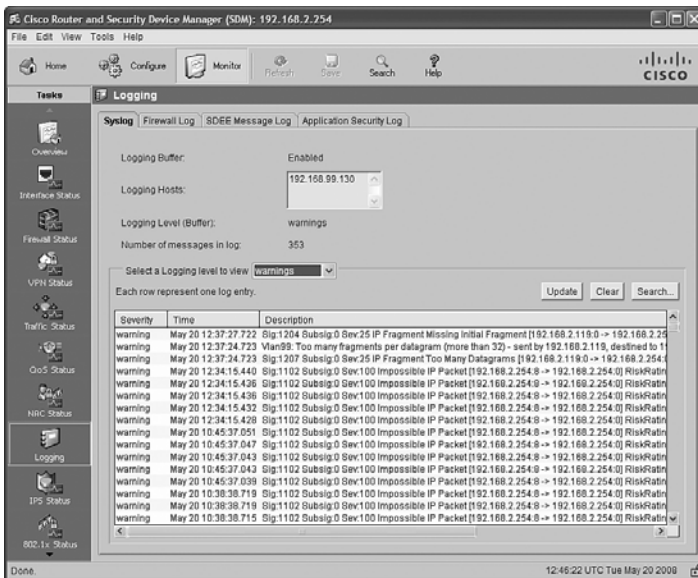 Cisco Router and Security Device Manager (SDM): 192.168.2.254
File Edit View Tools Help
Home Configure Monitor Refresh Save Search Help CISCO
Tasks
Overview
Interface Status
Firewall Status
VPN Status
Traffic Status
QoS Status
NAC Status
Logging
IPS Status
802.1x Status
Logging
Syslog Firewall Log SDEE Message Log Application Security Log
Logging Buffer: Enabled
Logging Hosts: 192.168.99.130
Logging Level (Buffer): warnings
Number of messages in log: 353
Select a Logging level to view warnings
Each row represent one log entry. Update Clear Search...
Severity Time Description
warning May 20 12:37:27.722 Sig:1204 Subsig:0 Sev:25 IP Fragment Missing Initial Fragment [192.168.2.119:0 -> 192.168.25
warning May 20 12:37:24.723 Vlan99: Too many fragments per datagram (more than 32) - sent by 192.168.2.119, destined to 1
warning May 20 12:37:24.723 Sig:1207 Subsig:0 Sev:25 IP Fragment Too Many Datagrams [192.168.2.119:0 -> 192.168.254:
warning May 20 12:34:15.440 Sig:1102 Subsig:0 Sev:100 Impossible IP Packet [192.168.2.254:8 -> 192.168.2.254:0] RiskRatin
warning May 20 12:34:15.436 Sig:1102 Subsig:0 Sev:100 Impossible IP Packet [192.168.2.254:8 -> 192.168.2.254:0] RiskRatin
warning May 20 12:34:15.436 Sig:1102 Subsig:0 Sev:100 Impossible IP Packet [192.168.2.254:8 -> 192.168.2.254:0] RiskRatin
warning May 20 12:34:15.432 Sig:1102 Subsig:0 Sev:100 Impossible IP Packet [192.168.2.254:8 -> 192.168.2.254:0] RiskRatin
warning May 20 12:34:15.428 Sig:1102 Subsig:0 Sev:100 Impossible IP Packet [192.168.2.254:8 -> 192.168.2.254:0] RiskRatin
warning May 20 10:45:37.051 Sig:1102 Subsig:0 Sev:100 Impossible IP Packet [192.168.2.254:8 -> 192.168.2.254:0] RiskRatin
warning May 20 10:45:37.047 Sig:1102 Subsig:0 Sev:100 Impossible IP Packet [192.168.2.254:8 -> 192.168.2.254:0] RiskRatin
warning May 20 10:45:37.043 Sig:1102 Subsig:0 Sev:100 Impossible IP Packet [192.168.2.254:8 -> 192.168.2.254:0] RiskRatin
warning May 20 10:45:37.043 Sig:1102 Subsig:0 Sev:100 Impossible IP Packet [192.168.2.254:8 -> 192.168.2.254:0] RiskRatin
warning May 20 10:45:37.039 Sig:1102 Subsig:0 Sev:100 Impossible IP Packet [192.168.2.254:8 -> 192.168.2.254:0] RiskRatin
warning May 20 10:38:38.719 Sig:1102 Subsig:0 Sev:100 Impossible IP Packet [192.168.2.254:8 -> 192.168.2.254:0] RiskRatin
warning May 20 10:38:38.719 Sig:1102 Subsig:0 Sev:100 Impossible IP Packet [192.168.2.254:8 -> 192.168.2.254:0] RiskRatin
warning May 20 10:38:38.715 Sig:1102 Subsig:0 Sev:100 Impossible IP Packet [192.168.2.254:8 -> 192.168.2.254:0] RiskRatin
Done. 12:46:22 UTC Tue May 20 2008